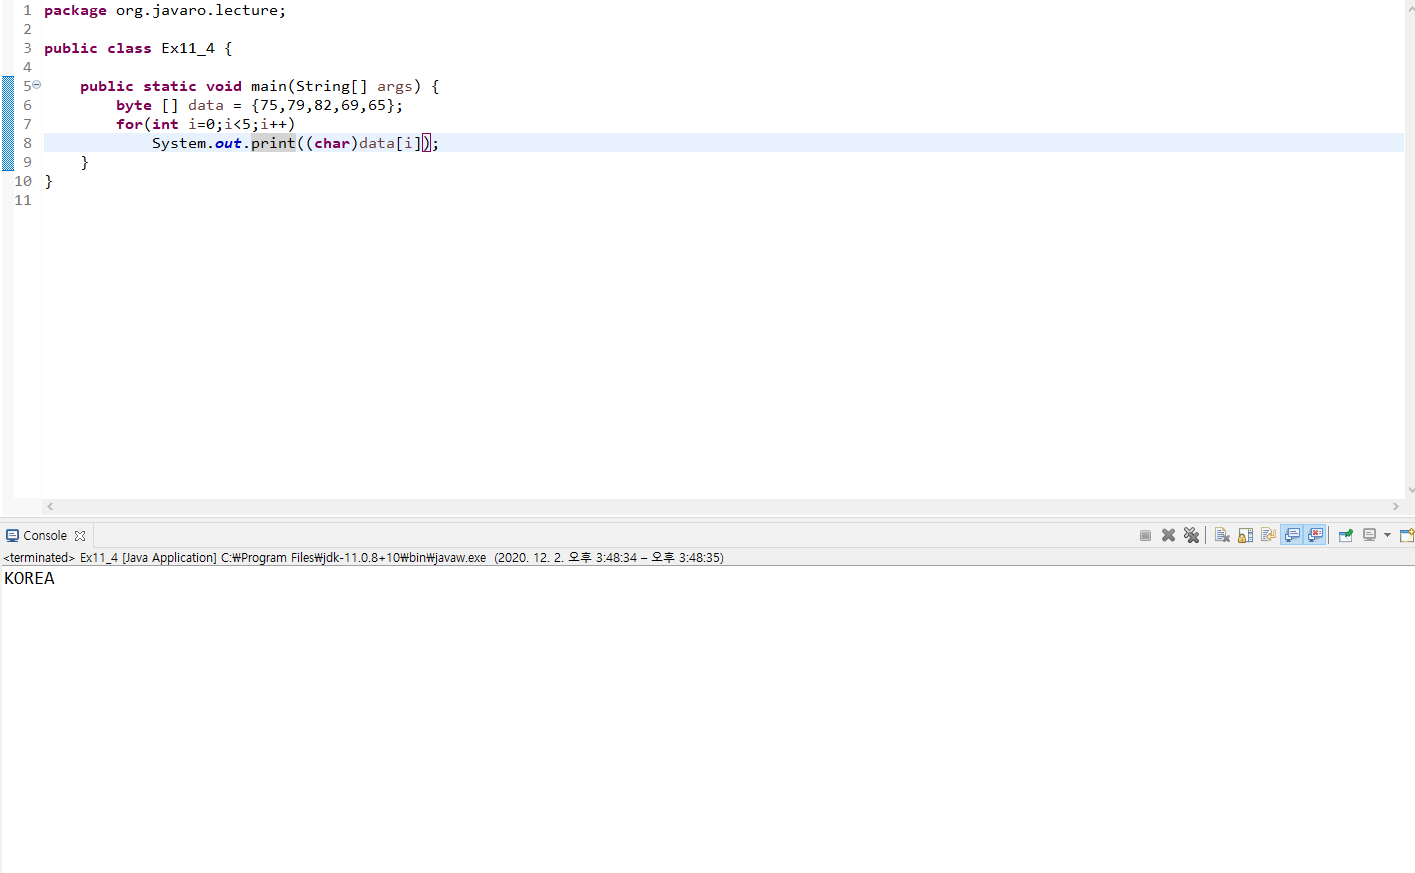 1 package org.javaro.lecture;
2
3 public class Ex11_4 {
4
5 public static void main(String[] args) {
6 byte [] data = {75,79,82,69,65};
7 for(int i=0;i<5;i++)
8 System.out.print((char)data[i]);
9 }
10 }
11
Console
<terminated> Ex11_4 [Java Application] C:₩Program Files₩jdk-11.0.8+10₩bin₩javaw.exe (2020. 12. 2. 오후 3:48:34 – 오후 3:48:35)
KOREA